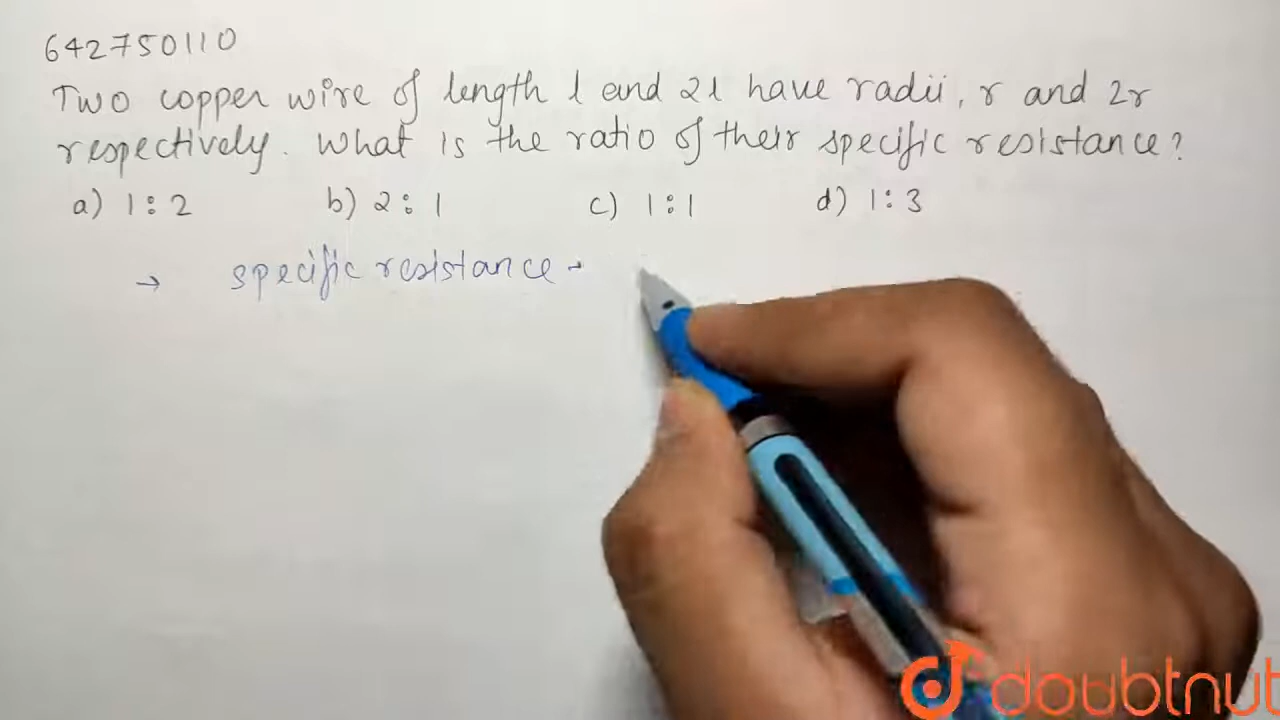 642750110
Two copper wire of length l and 2l have radii, r and 2r
respectively. What is the ratio of their specific resistance?
a) 1:2 b) 2:1 c) 1:1 d) 1:3
→ specific resistance →
doubtnut